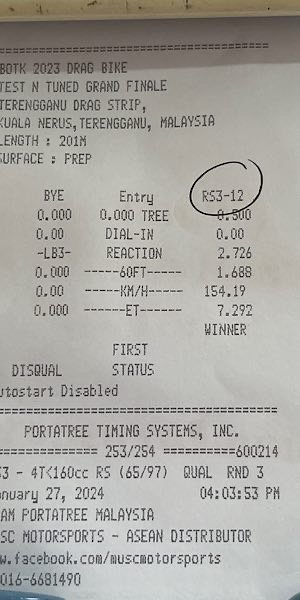 BOTK 2023 DRAG BIKE
TEST N TUNED GRAND FINALE
TERENGGANU DRAG STRIP,
KUALA NERUS,TERENGGANU, MALAYSIA
LENGTH : 201M
SURFACE : PREP
BYE Entry RS3-12
0.000 0.000 TREE 0.500
0.00 DIAL-IN 0.00
-LB3- REACTION 2.726
0.000 ------60FT----- 1.688
0.00 ------KM/H----- 154.19
0.000 ------ET------- 7.292
WINNER
FIRST
DISQUAL STATUS
utostart Disabled
PORTATREE TIMING SYSTEMS, INC.
============= 253/254 ==========600214
S3 - 4T<160cc RS (65/97) QUAL RND 3
anuary 27, 2024 04:03:53 PM
AM PORTATREE MALAYSIA
SC MOTORSPORTS - ASEAN DISTRIBUTOR
w.facebook.com/muscmotorsports
016-6681490